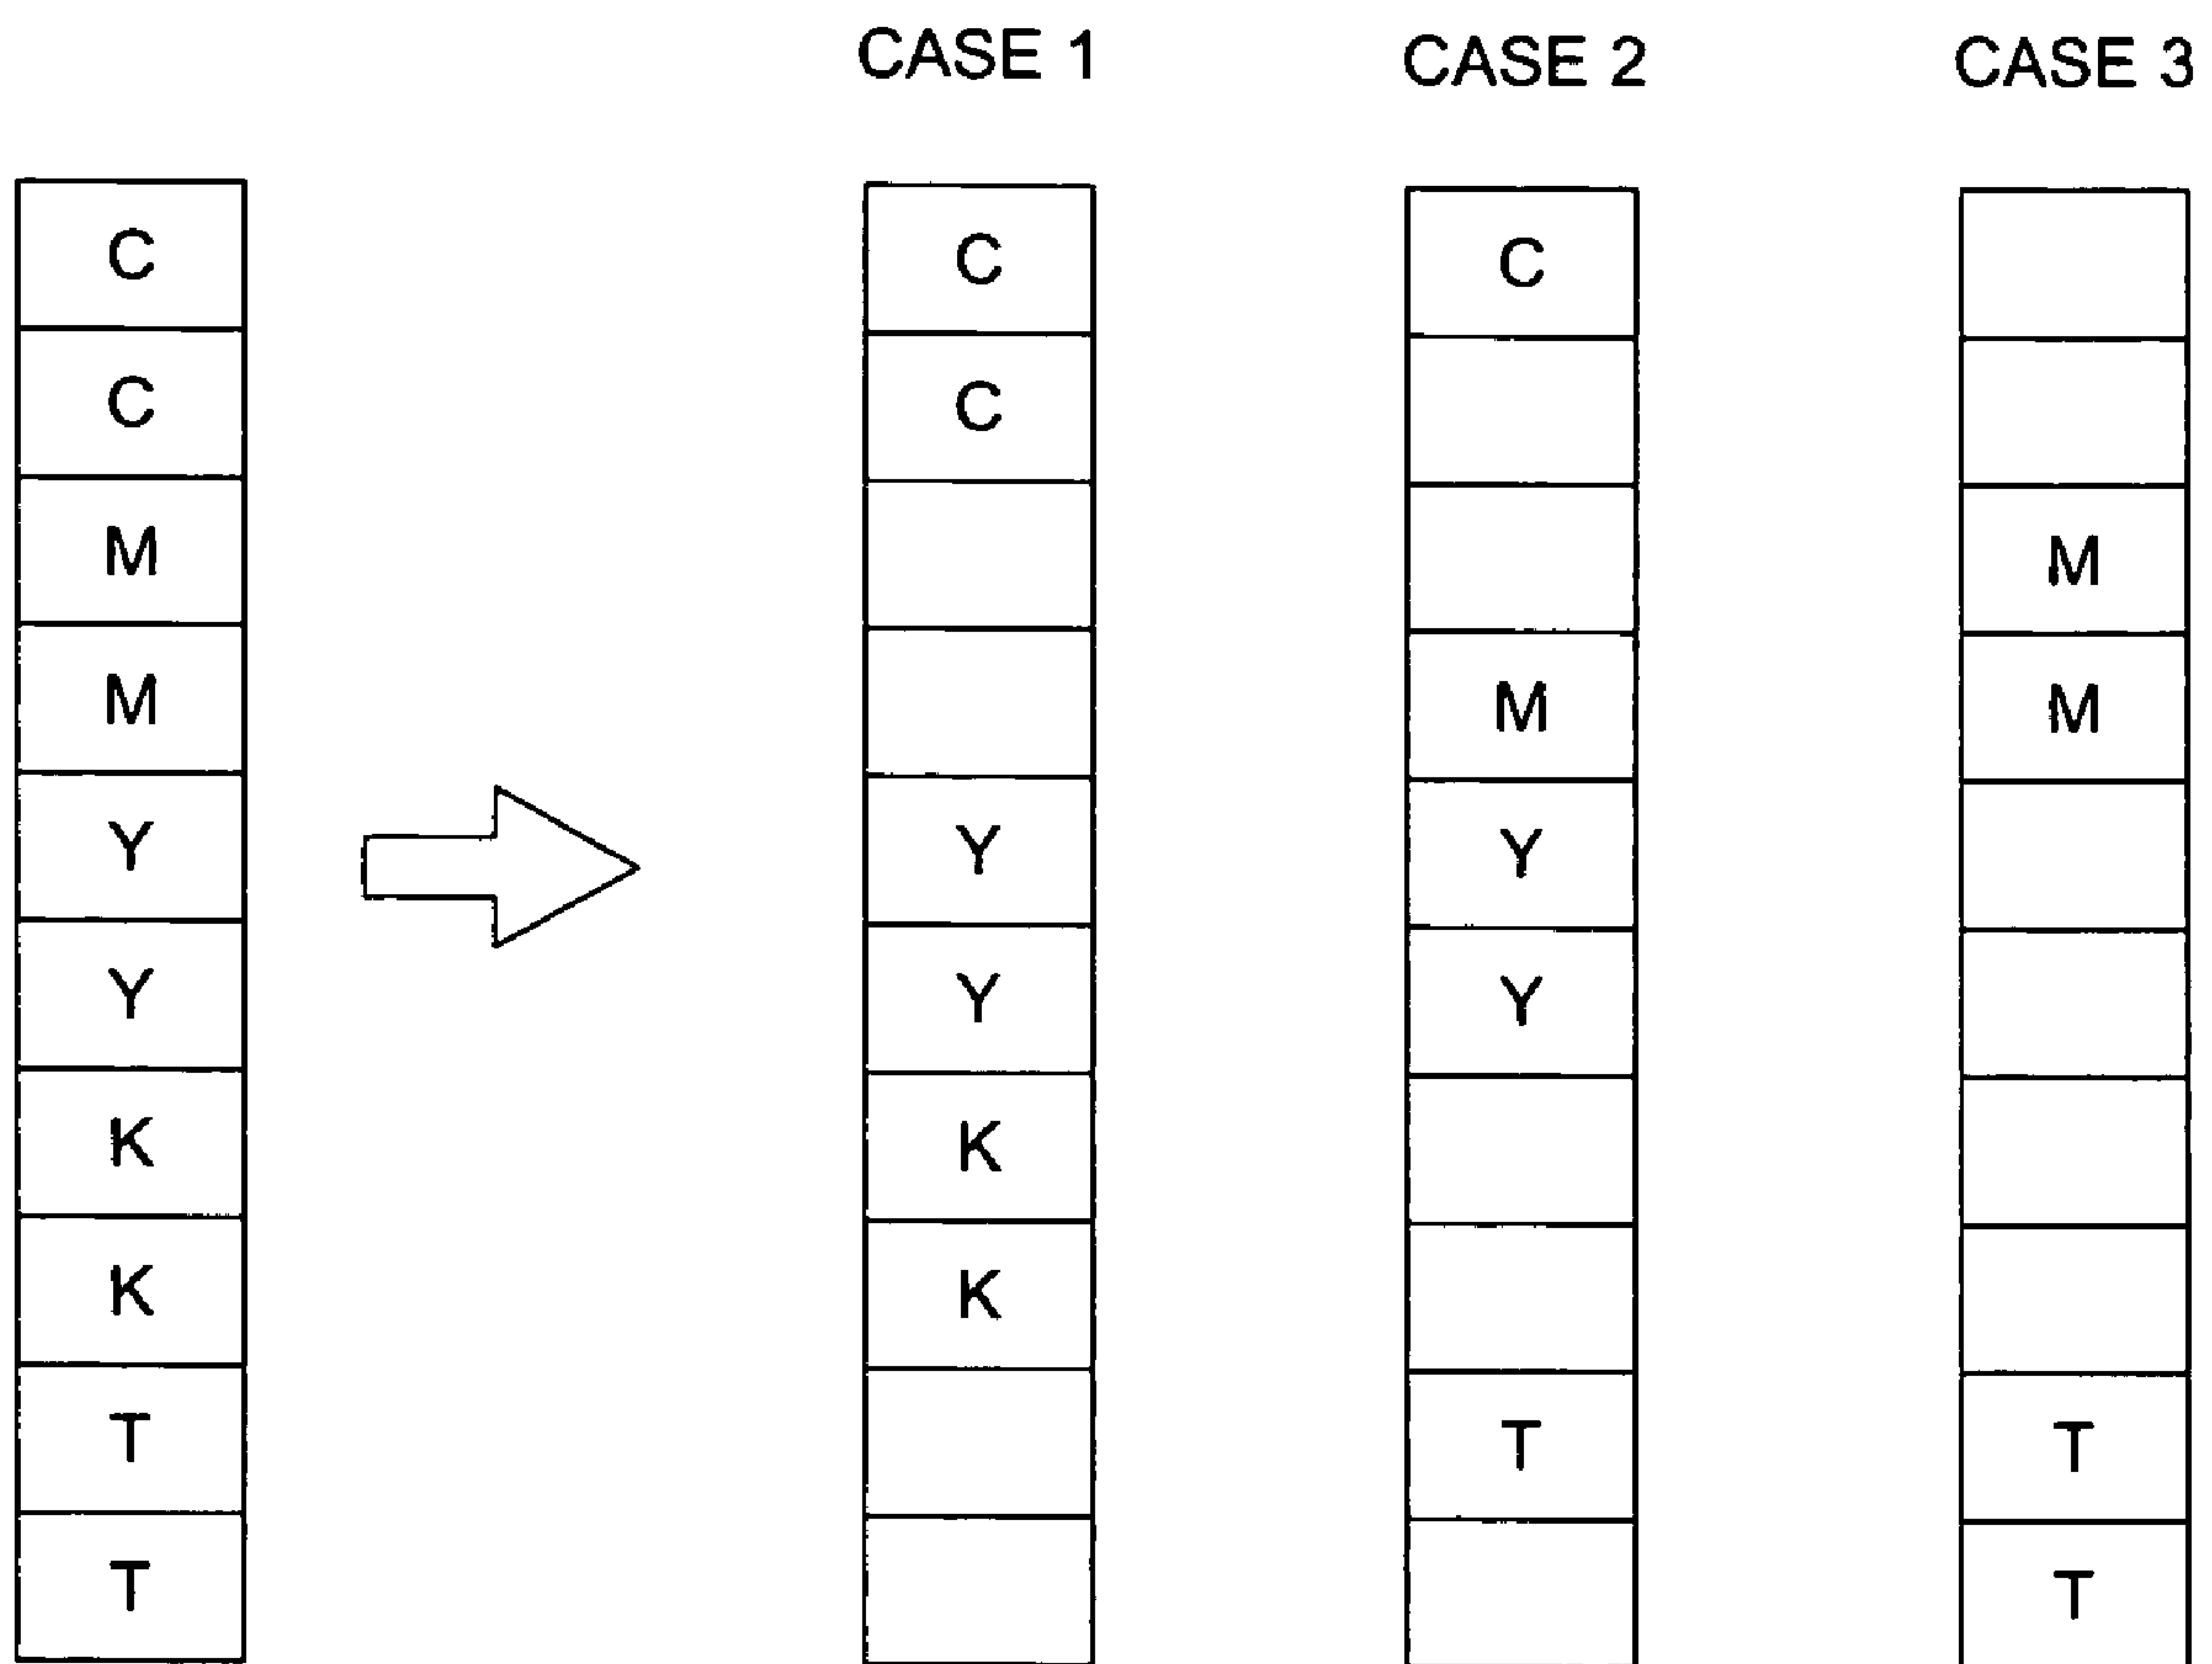 CASE 1 CASE 2 CASE 3
C C C
C C
M M
M M M
Y Y Y
Y Y Y
K K
K K
T T T
T T